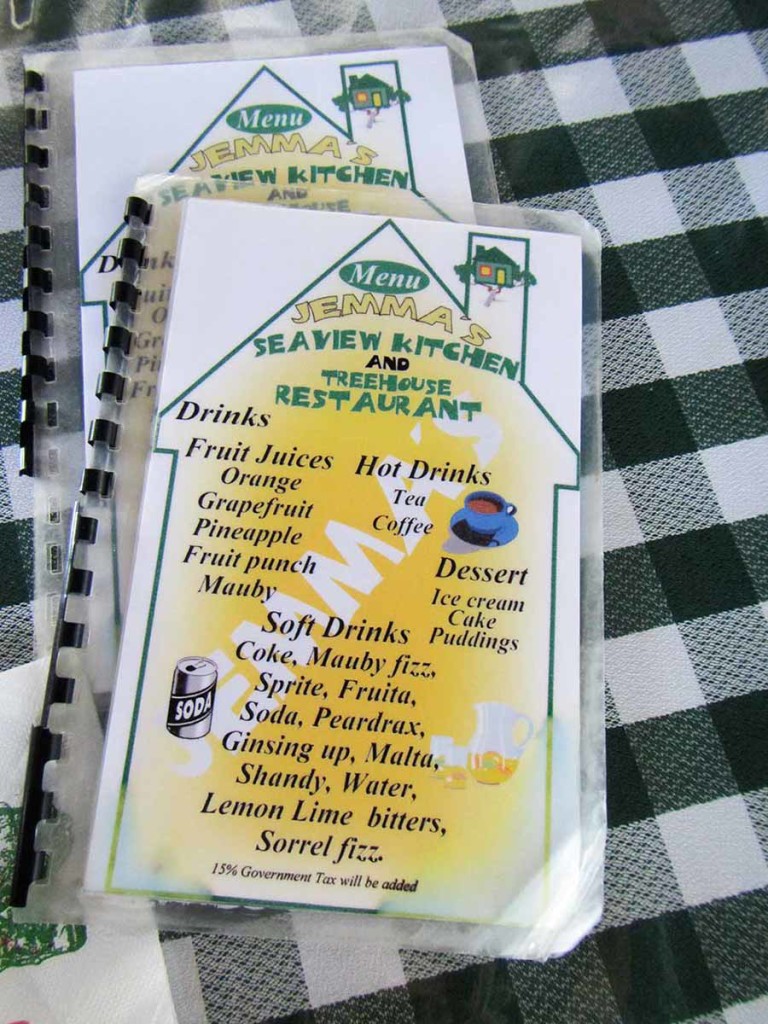 Menu
JEMMA'S
SEAVIEW KITCHEN
AND
Menu
JEMMA'S
SEAVIEW KITCHEN
AND
TREEHOUSE
RESTAURANT
Drinks
Fruit Juices
Orange
Grapefruit
Pineapple
Fruit punch
Mauby
Hot Drinks
Tea
Coffee
Dessert
Ice cream
Cake
Puddings
Soft Drinks
Coke, Mauby fizz,
Sprite, Fruita,
Soda, Peardrax,
Ginsing up, Malta,
Shandy, Water,
Lemon Lime bitters,
Sorrel fizz.
15% Government Tax will be added
SODA
JEMMA'S